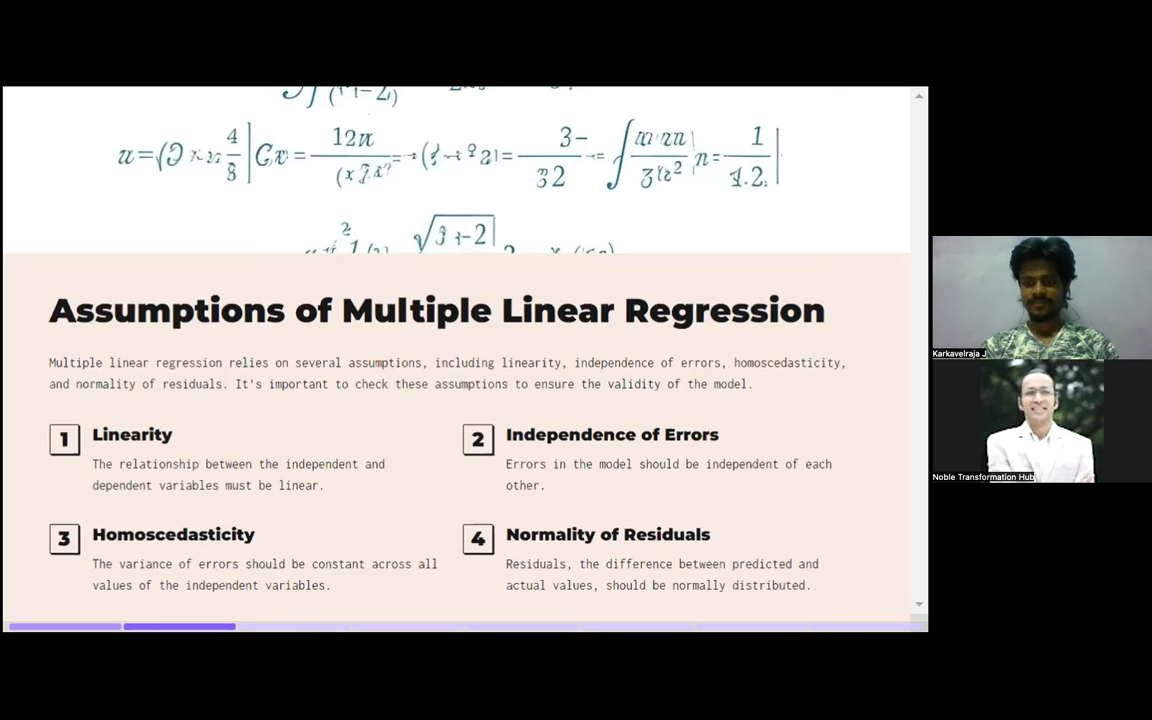 Assumptions of Multiple Linear Regression
Multiple linear regression relies on several assumptions, including linearity, independence of errors, homoscedasticity,
and normality of residuals. It's important to check these assumptions to ensure the validity of the model.
1 Linearity
The relationship between the independent and
dependent variables must be linear.
2 Independence of Errors
Errors in the model should be independent of each
other.
3 Homoscedasticity
The variance of errors should be constant across all
values of the independent variables.
4 Normality of Residuals
Residuals, the difference between predicted and
actual values, should be normally distributed.
Karkavelraja J
Noble Transformation Hub